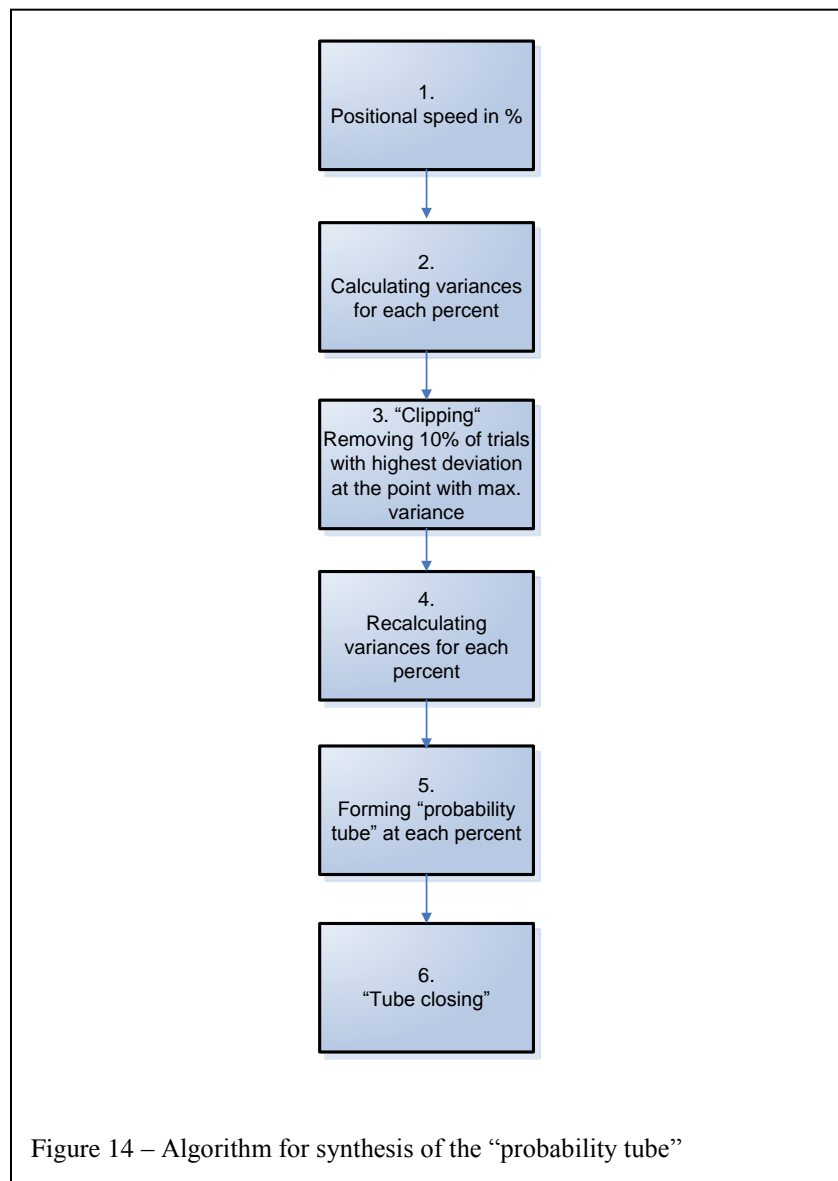 1.
Positional speed in %
2.
Calculating variances
for each percent
3. “Clipping“
Removing 10% of trials
with highest deviation
at the point with max.
variance
4.
Recalculating
variances for each
percent
5.
Forming “probability
tube” at each percent
6.
“Tube closing”
Figure 14 – Algorithm for synthesis of the “probability tube”